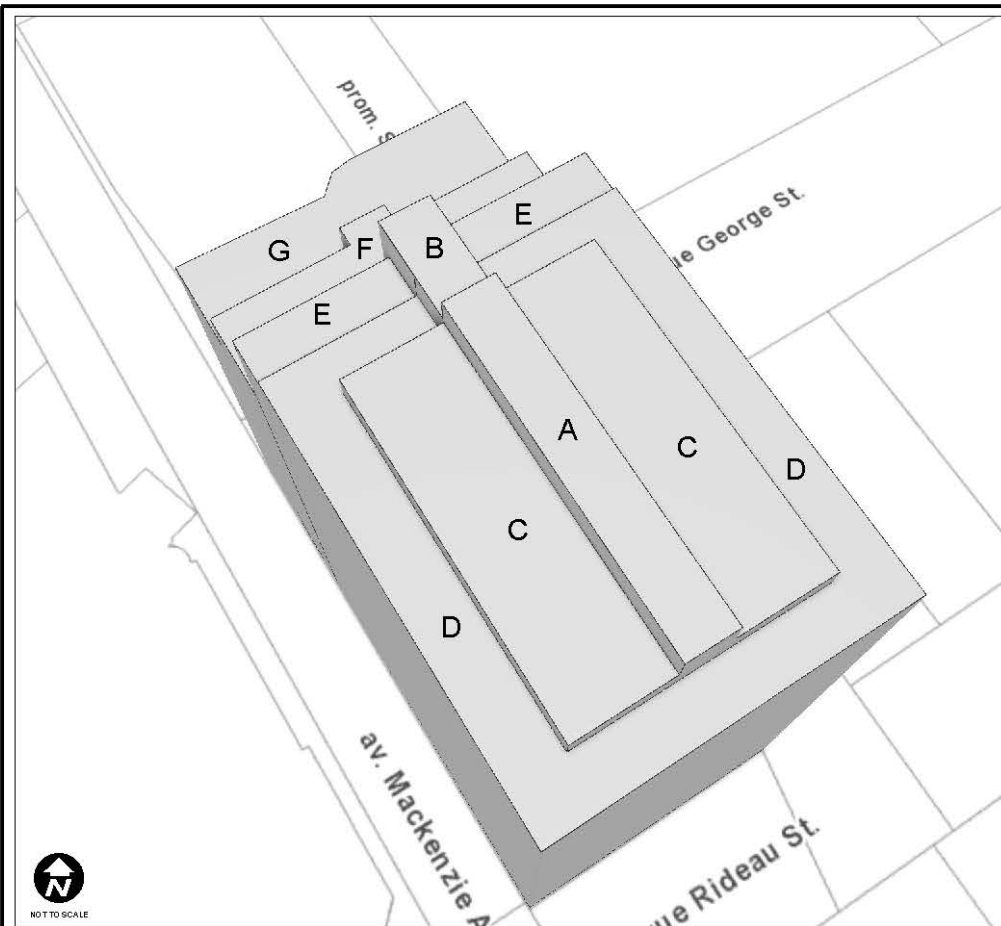 prom. S
ue George St.
G
F
B
E
E
A
C
C
D
D
av. Mackenzie A
ue Rideau St.
N
NOT TO SCALE